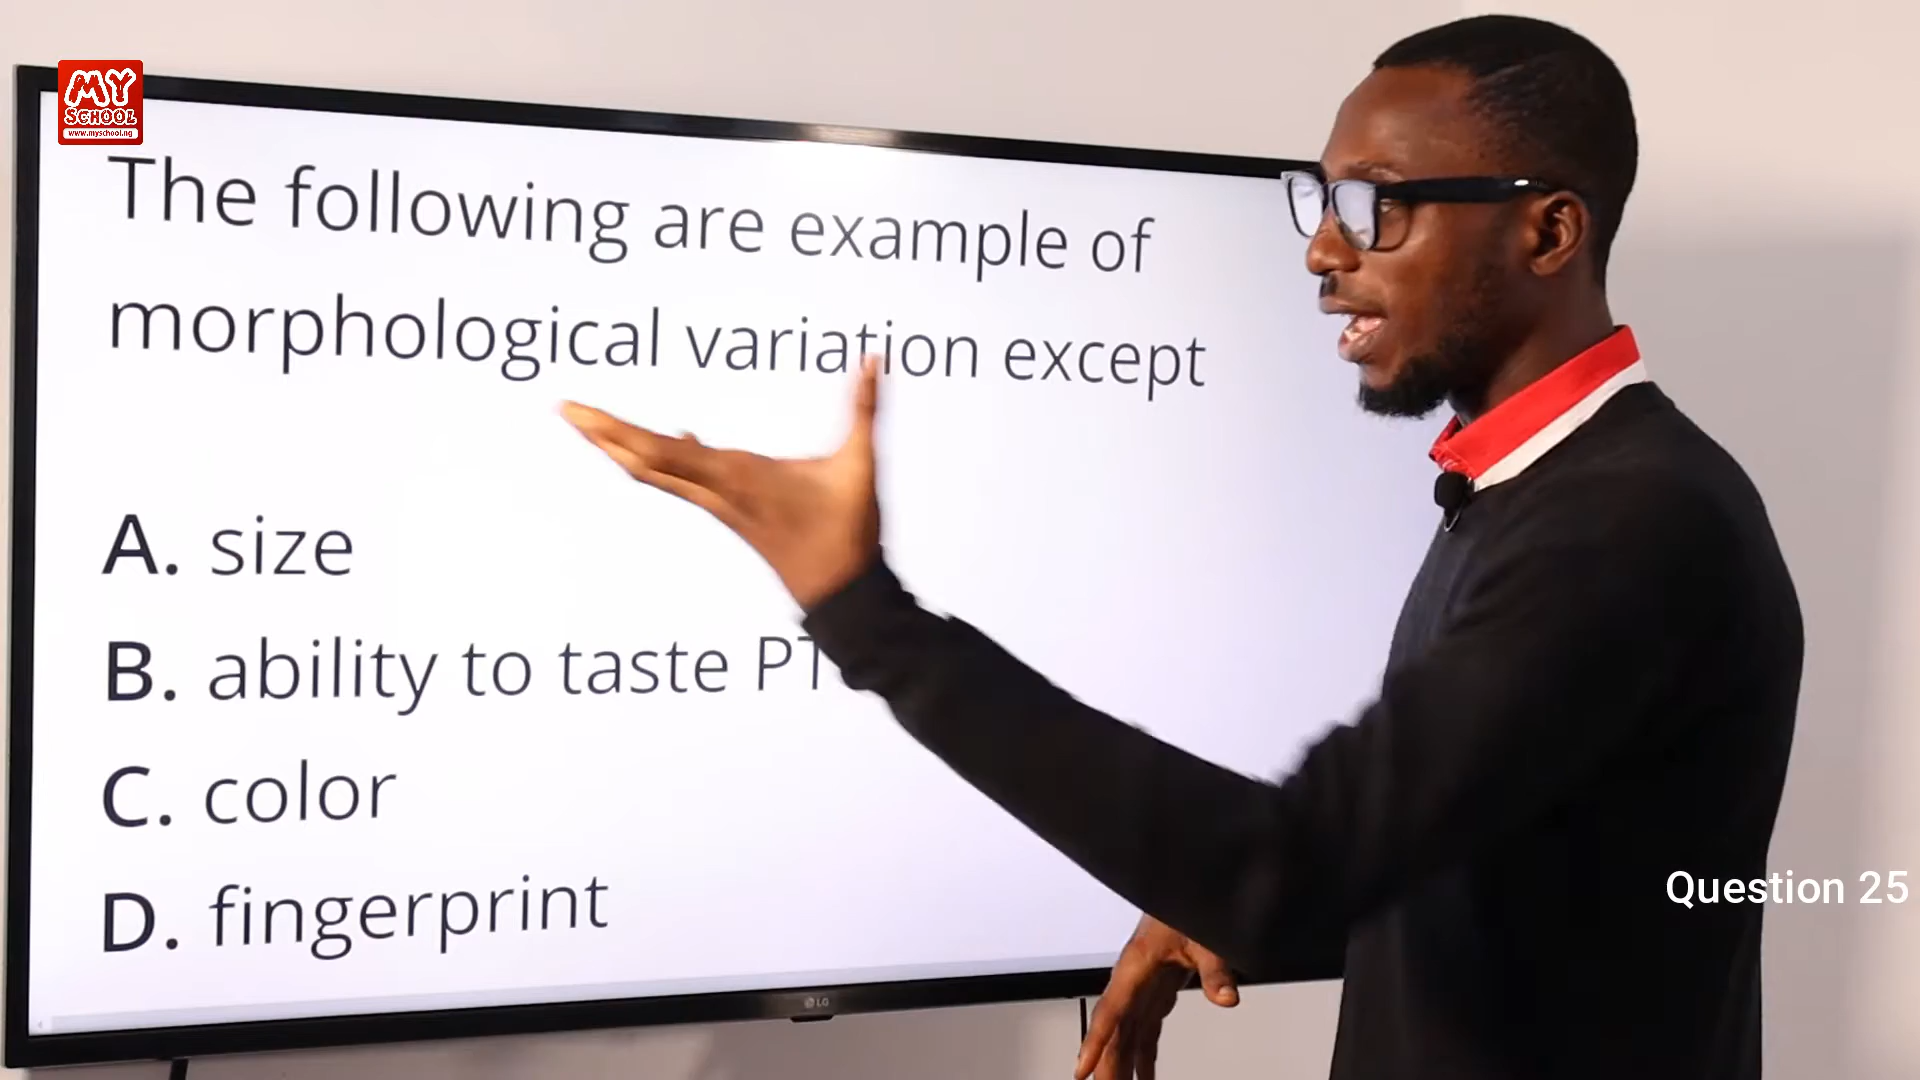 MY
SCHOOL
www.myschool.ng
The following are example of
morphological variation except
A. size
B. ability to taste
C. color
D. fingerprint
Question 25
LG